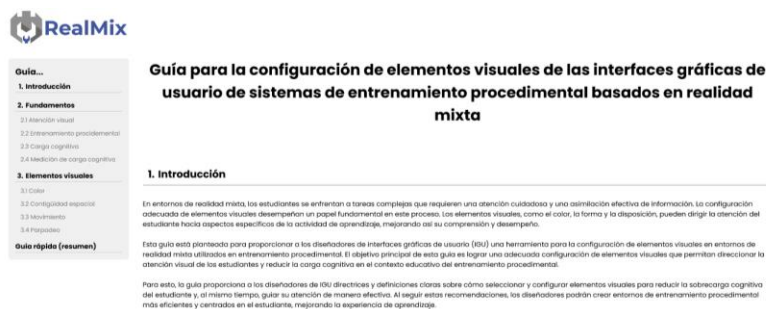 RealMix
Guía...
1. Introducción
2. Fundamentos
2.1 Atención visual
2.2 Entrenamiento procidemental
2.3 Carga cognitiva
2.4 Medición de carga cognitiva
3. Elementos visuales
3.1 Color
3.2 Contigüidad espacial
3.3 Movimiento
3.4 Parpadeo
Guía rápida (resumen)
Guía para la configuración de elementos visuales de las interfaces gráficas de
usuario de sistemas de entrenamiento procedimental basados en realidad
mixta
1. Introducción
En entornos de realidad mixta, los estudiantes se enfrentan a tareas complejas que requieren una atención cuidadosa y una asimilación efectiva de información. La configuración
adecuada de elementos visuales desempeñan un papel fundamental en este proceso. Los elementos visuales, como el color, la forma y la disposición, pueden dirigir la atención del
estudiante hacia aspectos específicos de la actividad de aprendizaje, mejorando así su comprensión y desempeño.
Esta guía está planteada para proporcionar a los diseñadores de interfaces gráficas de usuario (IGU) una herramienta para la configuración de elementos visuales en entornos de
realidad mixta utilizados en entrenamiento procedimental. El objetivo principal de esta guía es lograr una adecuada configuración de elementos visuales que permitan direccionar la
atención visual de los estudiantes y reducir la carga cognitiva en el contexto educativo del entrenamiento procedimental.
Para esto, la guía proporciona a los diseñadores de IGU directrices y definiciones claras sobre cómo seleccionar y configurar elementos visuales para reducir la sobrecarga cognitiva
del estudiante y, al mismo tiempo, guiar su atención de manera efectiva. Al seguir estas recomendaciones, los diseñadores podrán crear entornos de entrenamiento procedimental
más eficientes y centrados en el estudiante, mejorando la experiencia de aprendizaje.